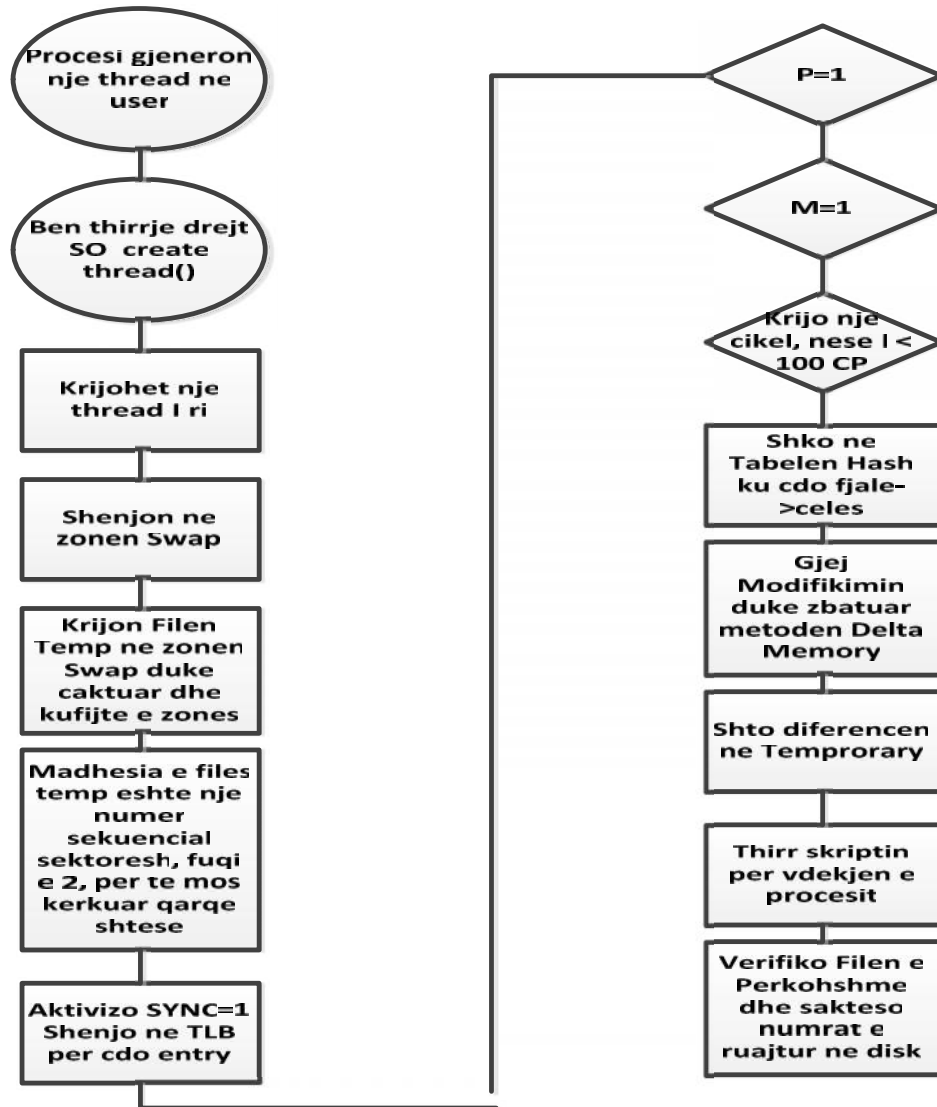 Procesi gjeneron
nje thread ne
user
Ben thirrje drejt
SO create
thread()
Krijohet nje
thread I ri
Shenjon ne
zonen Swap
Krijon Filen
Temp ne zonen
Swap duke
caktuar dhe
kufijte e zones
Madhesia e files
temp eshte nje
numer
sekuencial
sektoresh, fuqi
e 2, per te mos
kerkuar qarqe
shtese
Aktivizo SYNC=1
Shenjo ne TLB
per cdo entry
P=1
M=1
Krijo nje
cikel, nese I <
100 CP
Shko ne
Tabelen Hash
ku cdo fjale-
>celes
Gjej
Modifikimin
duke zbatuar
metoden Delta
Memory
Shto diferencen
ne Temprorary
Thirr skriptin
per vdekjen e
procesit
Verifiko Filen e
Perkohshme
dhe sakteso
numrat e
ruajtur ne disk